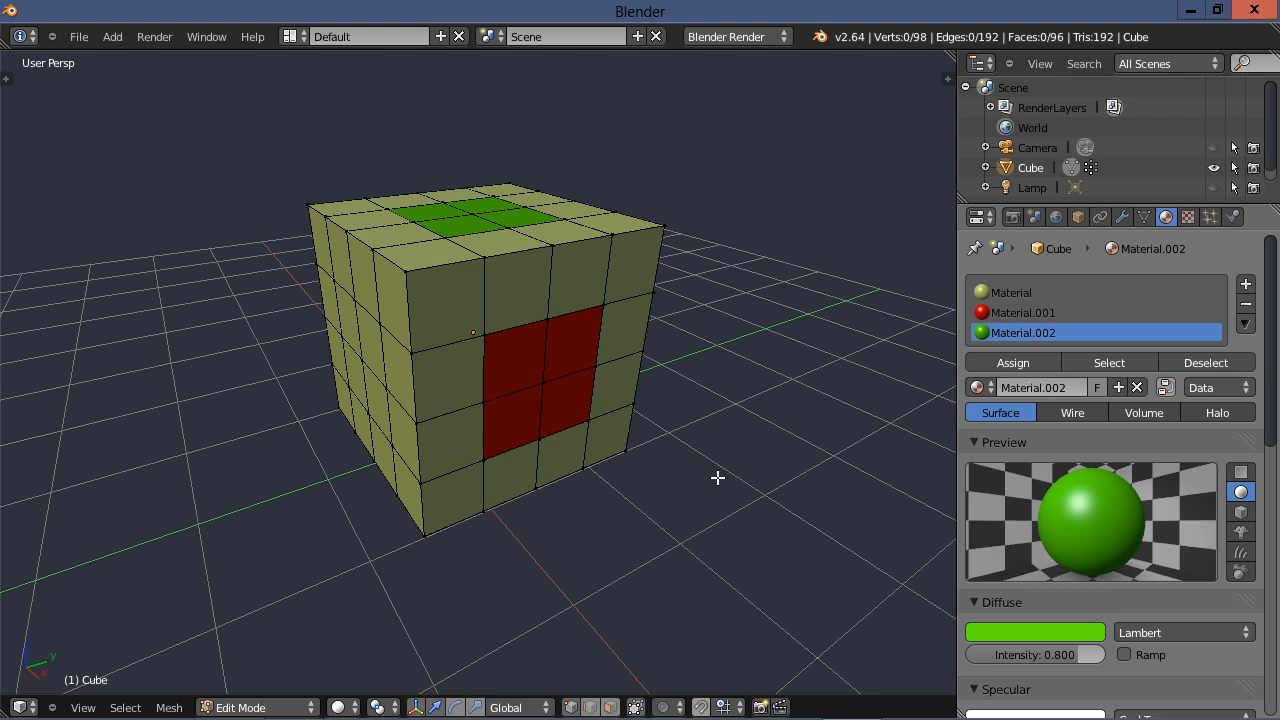 Blender
File Add Render Window Help Default Scene Blender Render v2.64 | Verts:0/98 | Edges:0/192 | Faces:0/96 | Tris:192 | Cube
User Persp
View Search All Scenes
Scene
RenderLayers |
World
Camera |
Cube |
Lamp |
Cube Material.002
Material
Material.001
Material.002
Assign Select Deselect
Material.002 F Data
Surface Wire Volume Halo
Preview
Diffuse
Lambert
Intensity: 0.800 Ramp
Specular
z
y
x
(1) Cube
View Select Mesh Edit Mode Global